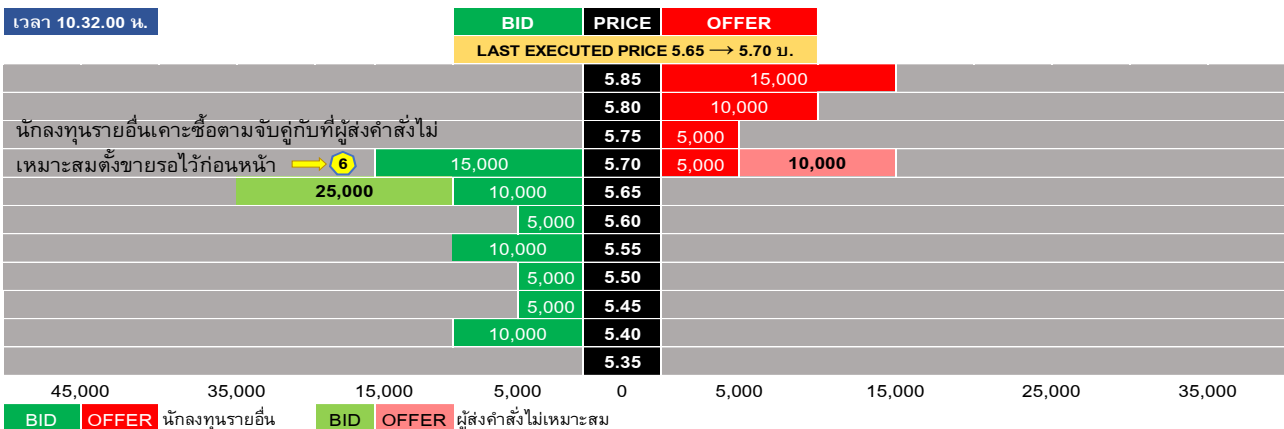 เวลา 10.32.00 น. BID PRICE OFFER
LAST EXECUTED PRICE 5.65 → 5.70 บ.
5.85 15,000
5.80 10,000
นักลงทุนรายอื่นเคาะซื้อตามจับคู่กับที่ผู้ส่งคำสั่งไม่ 5.75 5,000
เหมาะสมตั้งขายรอไว้ก่อนหน้า 6 15,000 5.70 5,000 10,000
25,000 10,000 5.65
5,000 5.60
10,000 5.55
5,000 5.50
5,000 5.45
10,000 5.40
5.35
45,000 35,000 15,000 5,000 0 5,000 15,000 25,000 35,000
BID OFFER นักลงทุนรายอื่น BID OFFER ผู้ส่งคำสั่งไม่เหมาะสม